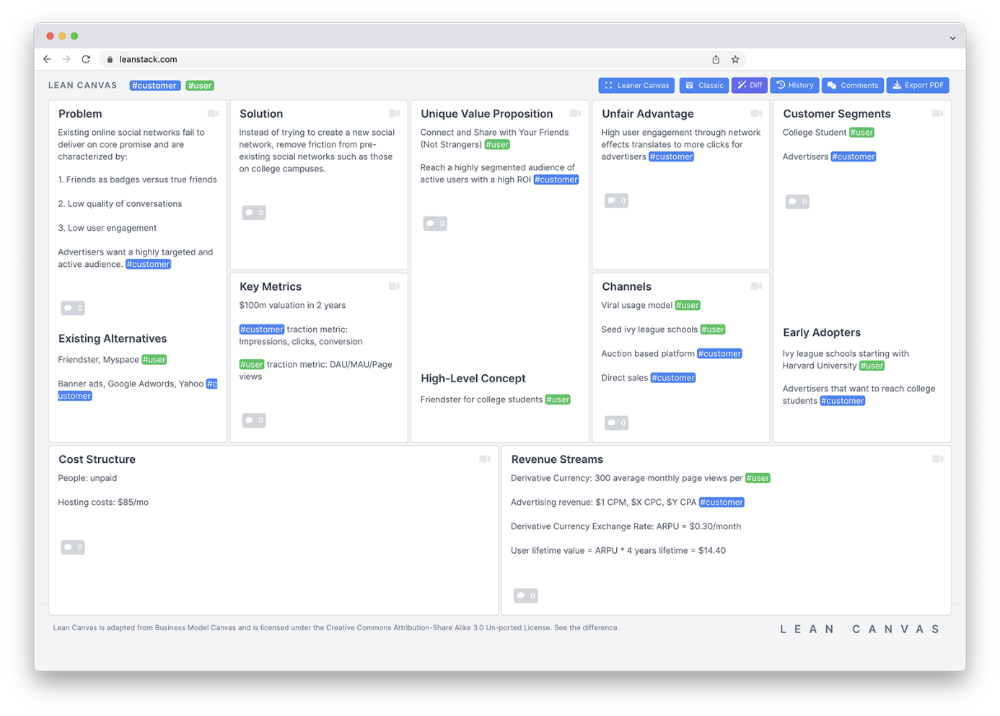 leanstack.com
LEAN CANVAS #customer #user
Leaner Canvas Classic Diff History Comments Export PDF
Problem
Existing online social networks fail to
deliver on core promise and are
characterized by:
1. Friends as badges versus true friends
2. Low quality of conversations
3. Low user engagement
Advertisers want a highly targeted and
active audience. #customer
0
Existing Alternatives
Friendster, Myspace #user
Banner ads, Google Adwords, Yahoo #c
ustomer
Solution
Instead of trying to create a new social
network, remove friction from pre-
existing social networks such as those
on college campuses.
0
Key Metrics
$100m valuation in 2 years
#customer traction metric:
Impressions, clicks, conversion
#user traction metric: DAU/MAU/Page
views
0
Unique Value Proposition
Connect and Share with Your Friends
(Not Strangers) #user
Reach a highly segmented audience of
active users with a high ROI #customer
0
High-Level Concept
Friendster for college students #user
Unfair Advantage
High user engagement through network
effects translates to more clicks for
advertisers #customer
0
Channels
Viral usage model #user
Seed ivy league schools #user
Auction based platform #customer
Direct sales #customer
0
Customer Segments
College Student #user
Advertisers #customer
0
Early Adopters
Ivy league schools starting with
Harvard University #user
Advertisers that want to reach college
students #customer
Cost Structure
People: unpaid
Hosting costs: $85/mo
0
Revenue Streams
Derivative Currency: 300 average monthly page views per #user
Advertising revenue: $1 CPM, $X CPC, $Y CPA #customer
Derivative Currency Exchange Rate: ARPU = $0.30/month
User lifetime value = ARPU * 4 years lifetime = $14.40
0
Lean Canvas is adapted from Business Model Canvas and is licensed under the Creative Commons Attribution-Share Alike 3.0 Un-ported License. See the difference.
LEAN CANVAS